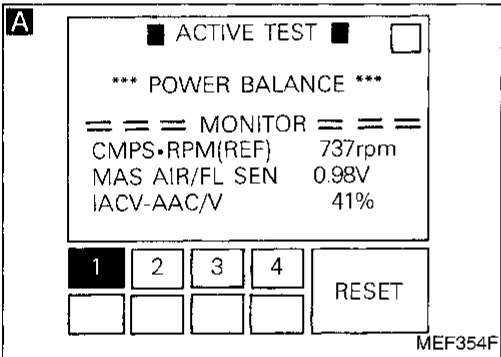 A
■ ACTIVE TEST ■
*** POWER BALANCE ***
= = = MONITOR = = =
CMPS•RPM(REF) 737rpm
MAS AIR/FL SEN 0.98V
IACV-AAC/V 41%
1 2 3 4
RESET
MEF354F